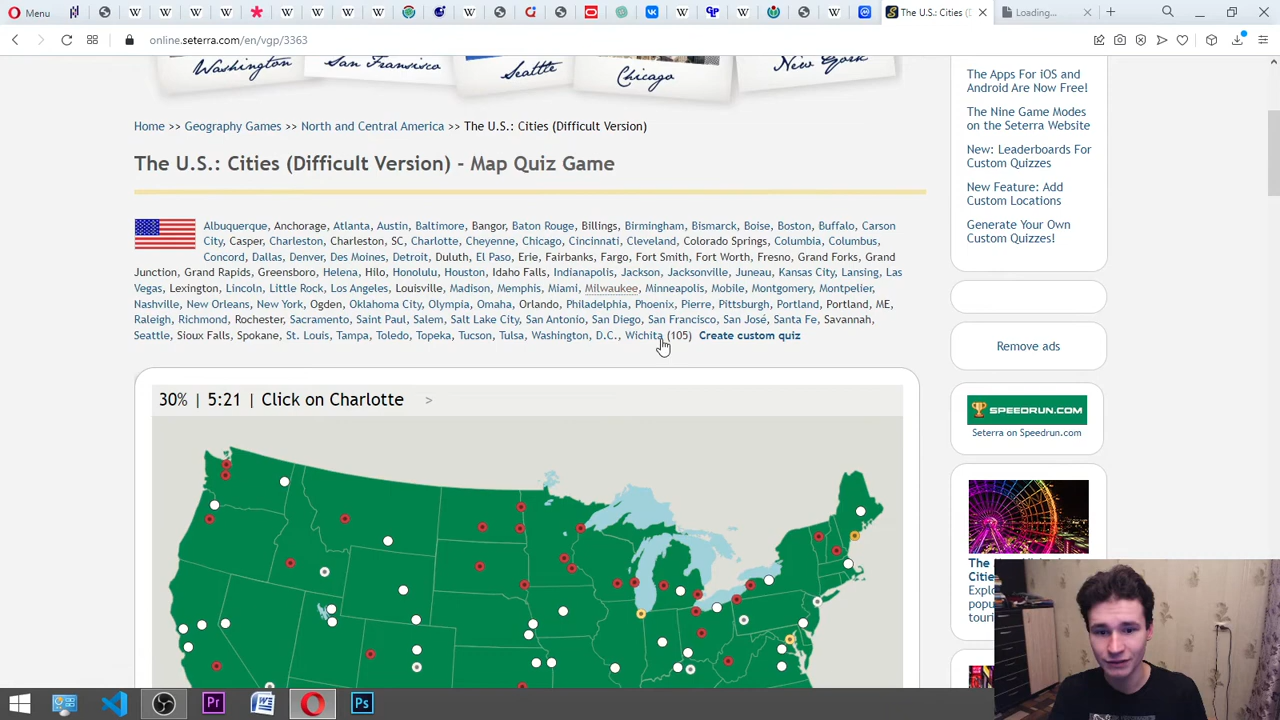 Menu
The U.S.: Cities (D
Loading...
online.seterra.com/en/vgp/3363
Washington
San Fransisco
Seattle
Chicago
New York
Home >> Geography Games >> North and Central America >> The U.S.: Cities (Difficult Version)
The U.S.: Cities (Difficult Version) - Map Quiz Game
Albuquerque, Anchorage, Atlanta, Austin, Baltimore, Bangor, Baton Rouge, Billings, Birmingham, Bismarck, Boise, Boston, Buffalo, Carson
City, Casper, Charleston, Charleston, SC, Charlotte, Cheyenne, Chicago, Cincinnati, Cleveland, Colorado Springs, Columbia, Columbus,
Concord, Dallas, Denver, Des Moines, Detroit, Duluth, El Paso, Erie, Fairbanks, Fargo, Fort Smith, Fort Worth, Fresno, Grand Forks, Grand
Junction, Grand Rapids, Greensboro, Helena, Hilo, Honolulu, Houston, Idaho Falls, Indianapolis, Jackson, Jacksonville, Juneau, Kansas City, Lansing, Las
Vegas, Lexington, Lincoln, Little Rock, Los Angeles, Louisville, Madison, Memphis, Miami, Milwaukee, Minneapolis, Mobile, Montgomery, Montpelier,
Nashville, New Orleans, New York, Ogden, Oklahoma City, Olympia, Omaha, Orlando, Philadelphia, Phoenix, Pierre, Pittsburgh, Portland, Portland, ME,
Raleigh, Richmond, Rochester, Sacramento, Saint Paul, Salem, Salt Lake City, San Antonio, San Diego, San Francisco, San José, Santa Fe, Savannah,
Seattle, Sioux Falls, Spokane, St. Louis, Tampa, Toledo, Topeka, Tucson, Tulsa, Washington, D.C., Wichita (105) Create custom quiz
30% | 5:21 | Click on Charlotte >
The Apps For iOS and
Android Are Now Free!
The Nine Game Modes
on the Seterra Website
New: Leaderboards For
Custom Quizzes
New Feature: Add
Custom Locations
Generate Your Own
Custom Quizzes!
Remove ads
SPEEDRUN.COM
Seterra on Speedrun.com
The
Citie
Explo
popu
touri
Pr
Ps